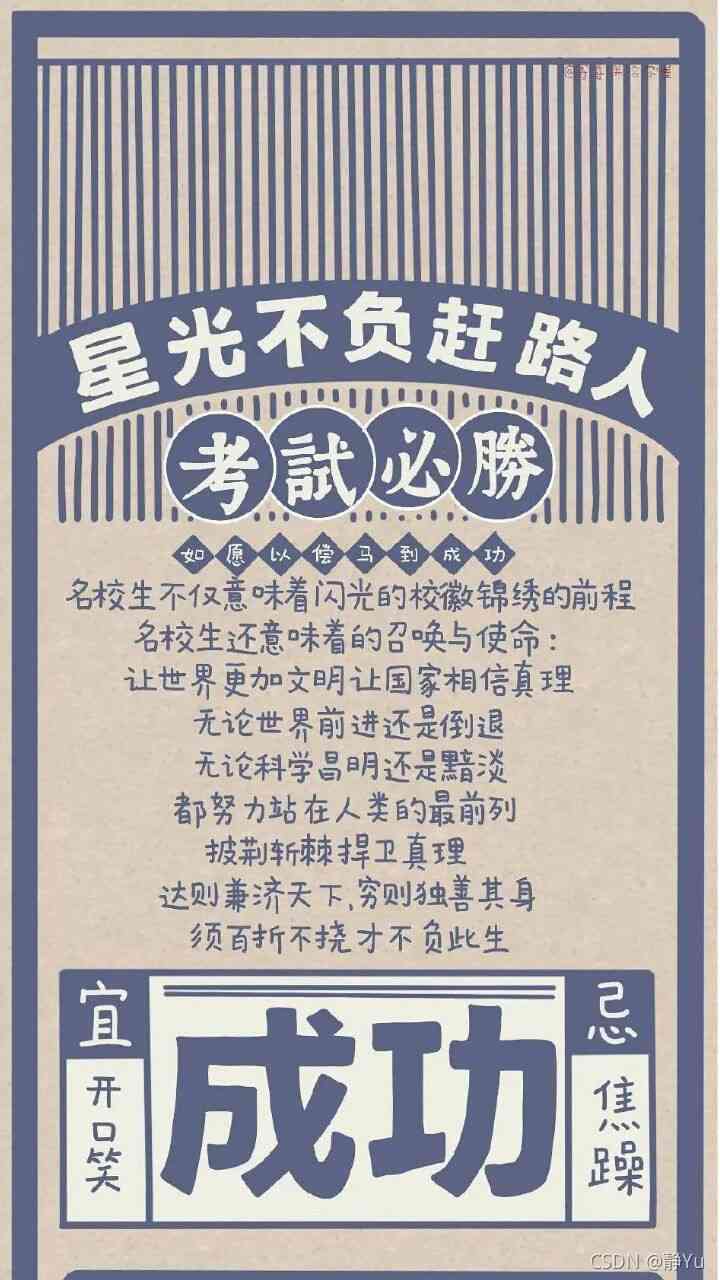 星光不负赶路人
考試必勝
如愿以偿马到成功
名校生不仅意味着闪光的校徽锦绣的前程
名校生还意味着的召唤与使命：
让世界更加文明让国家相信真理
无论世界前进还是倒退
无论科学昌明还是黯淡
都努力站在人类的最前列
披荆斩棘捍卫真理
达则兼济天下,穷则独善其身
须百折不挠才不负此生
宜
开口笑
成功
忌
焦躁
CSDN @静Yu